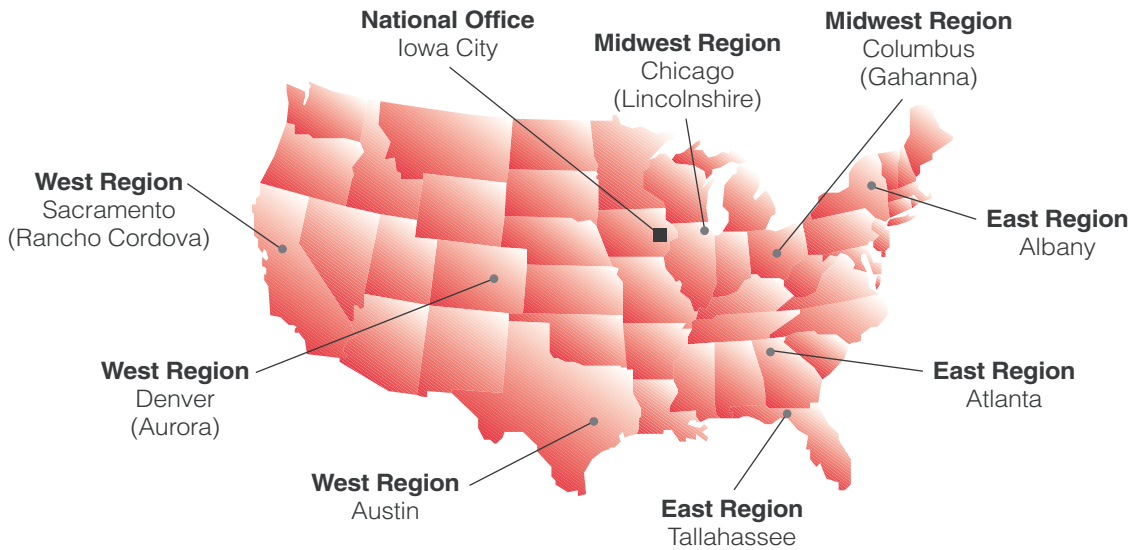 National Office
Iowa City
Midwest Region
Chicago
(Lincolnshire)
Midwest Region
Columbus
(Gahanna)
West Region
Sacramento
(Rancho Cordova)
East Region
Albany
West Region
Denver
(Aurora)
East Region
Atlanta
West Region
Austin
East Region
Tallahassee